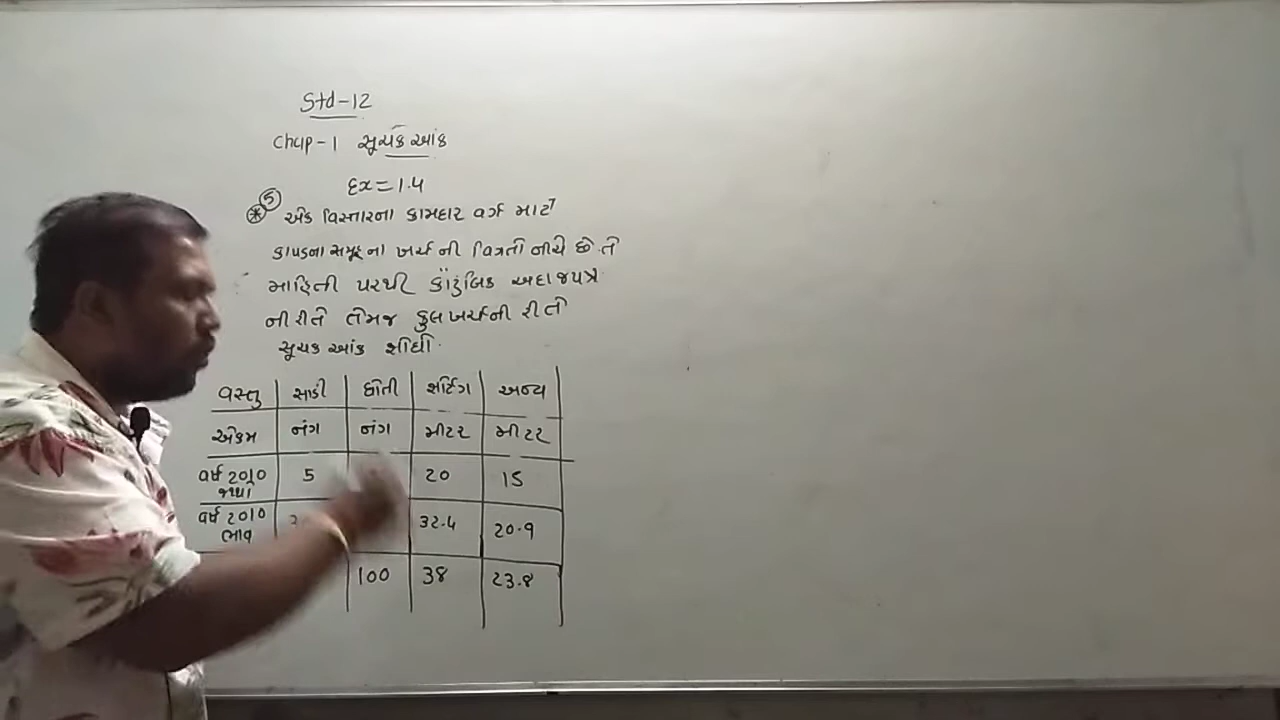 Std-12
Chap-1 સૂચક આંક
Ex=1.4
* 5 એક વિસ્તારના કામદાર વર્ગ માટે
કાપડના સમૂહ ના ખર્ચ ની વિગતો નીચે છે. તે
માહિતી પરથી કૌટુંબિક અંદાજપત્ર
ની રીતે તેમજ કુલ ખર્ચની રીતે
સૂચક આંક શોધો.
વસ્તુ સાડી ધોતી શર્ટિંગ અન્ય
એકમ નંગ નંગ મીટર મીટર
વર્ષ 2010 જથ્થો 5 20 15
વર્ષ 2010 ભાવ 32.4 20.9
100 38 23.8